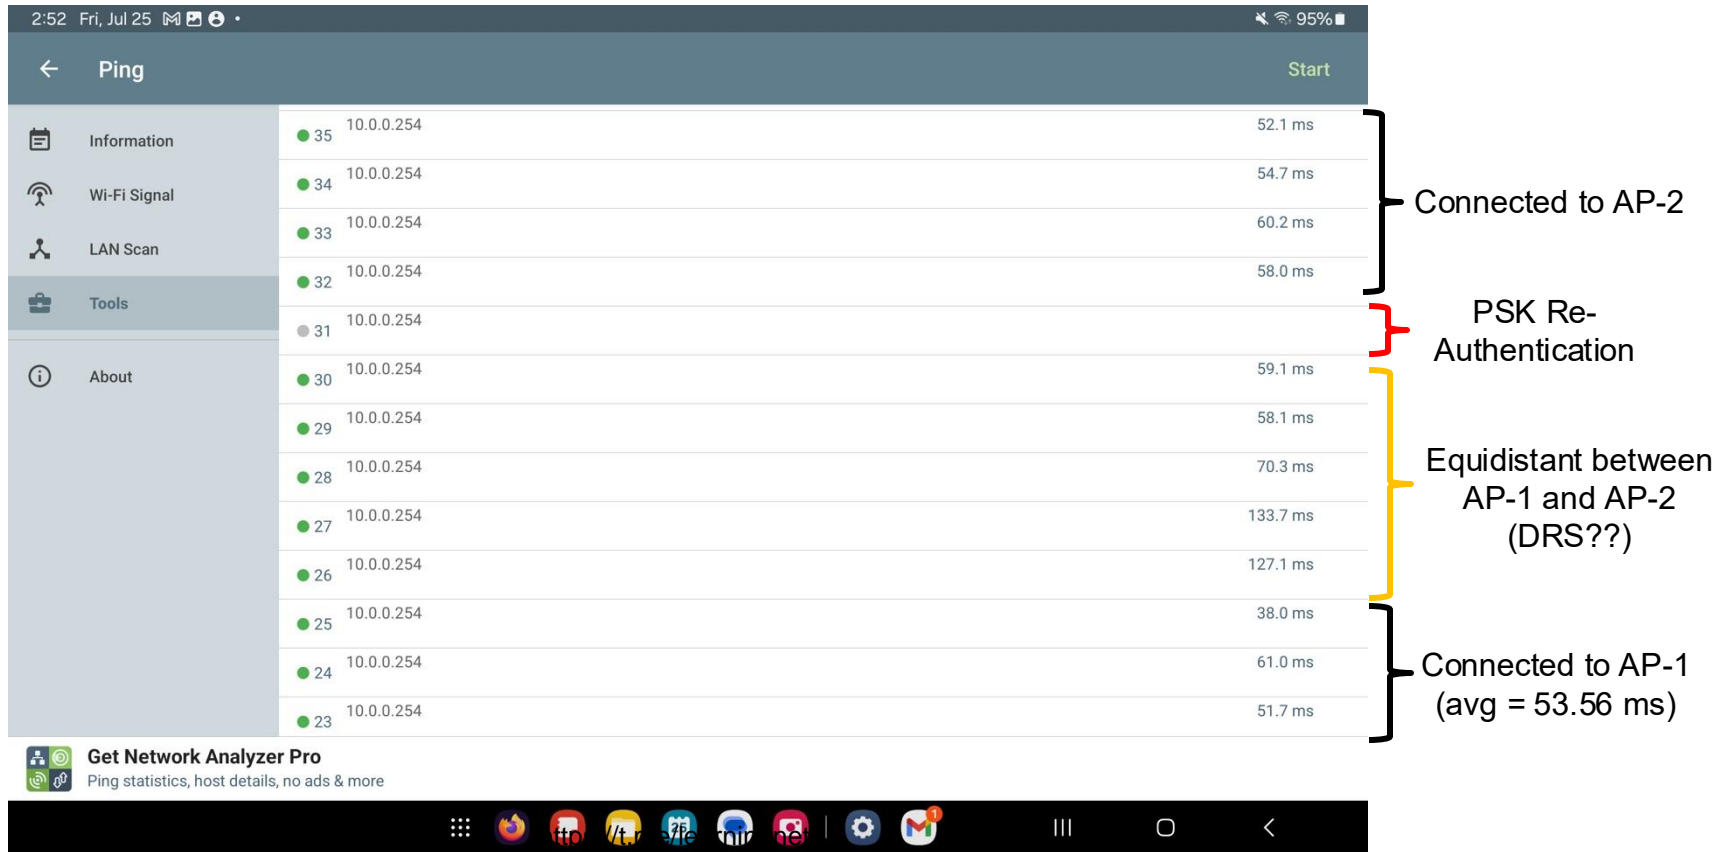 2:52 Fri, Jul 25
95%
Ping
Start
Information
Wi-Fi Signal
LAN Scan
Tools
About
35 10.0.0.254 52.1 ms
34 10.0.0.254 54.7 ms
33 10.0.0.254 60.2 ms
32 10.0.0.254 58.0 ms
31 10.0.0.254
30 10.0.0.254 59.1 ms
29 10.0.0.254 58.1 ms
28 10.0.0.254 70.3 ms
27 10.0.0.254 133.7 ms
26 10.0.0.254 127.1 ms
25 10.0.0.254 38.0 ms
24 10.0.0.254 61.0 ms
23 10.0.0.254 51.7 ms
Connected to AP-2
PSK Re-
Authentication
Equidistant between
AP-1 and AP-2
(DRS??)
Connected to AP-1
(avg = 53.56 ms)
Get Network Analyzer Pro
Ping statistics, host details, no ads & more
25
1